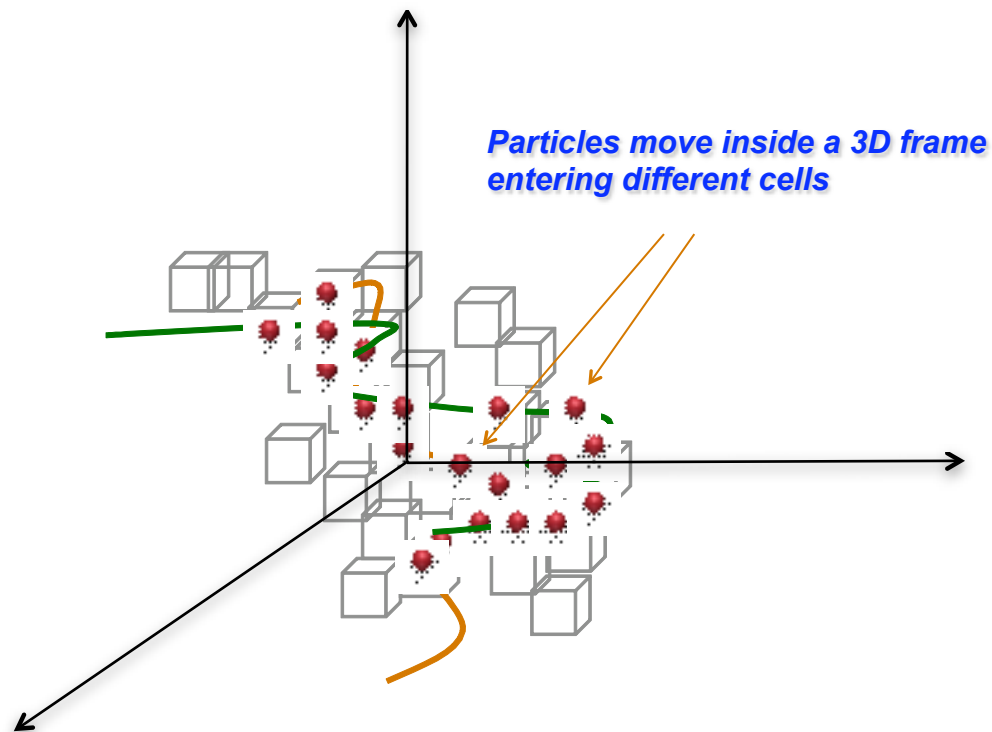 Particles move inside a 3D frame
entering different cells